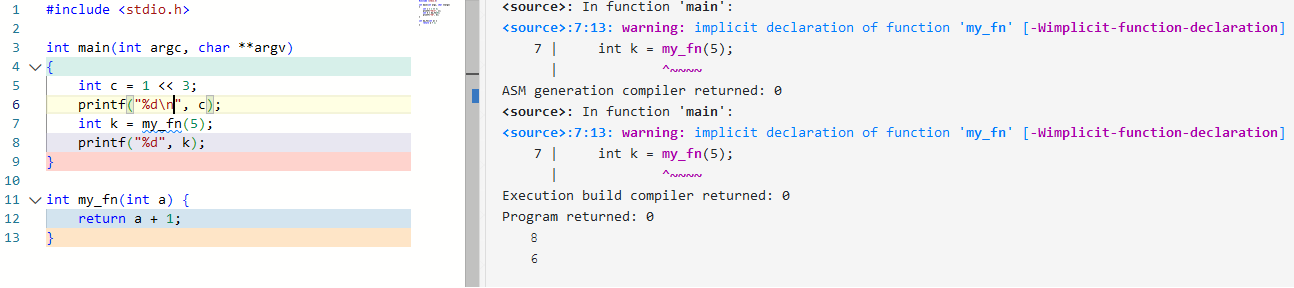 1 #include <stdio.h>
2
3 int main(int argc, char **argv)
4 {
5     int c = 1 << 3;
6     printf("%d\n", c);
7     int k = my_fn(5);
8     printf("%d", k);
9 }
10
11 int my_fn(int a) {
12     return a + 1;
13 }
<source>: In function 'main':
<source>:7:13: warning: implicit declaration of function 'my_fn' [-Wimplicit-function-declaration]
    7 |     int k = my_fn(5);
      |             ^~~~~
ASM generation compiler returned: 0
<source>: In function 'main':
<source>:7:13: warning: implicit declaration of function 'my_fn' [-Wimplicit-function-declaration]
    7 |     int k = my_fn(5);
      |             ^~~~~
Execution build compiler returned: 0
Program returned: 0
    8
    6